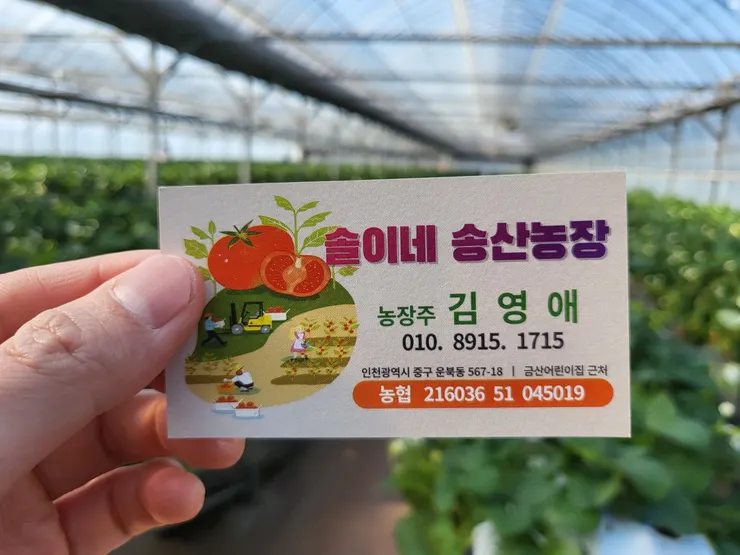 솔이네 송산농장
농장주 김영애
010. 8915. 1715
인천광역시 중구 운북동 567-18 | 금산어린이집 근처
농협 216036 51 045019